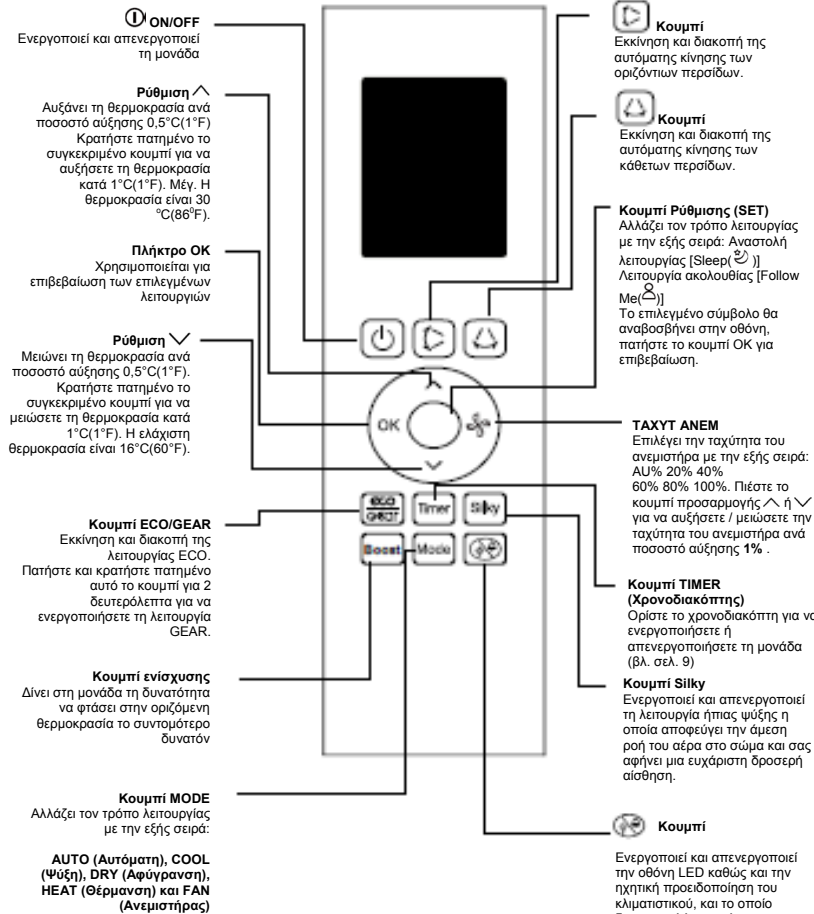 ON/OFF
Ενεργοποιεί και απενεργοποιεί
τη μονάδα
Ρύθμιση
Αυξάνει τη θερμοκρασία ανά
ποσοστό αύξησης 0,5°C(1°F)
Κρατήστε πατημένο το
συγκεκριμένο κουμπί για να
αυξήσετε τη θερμοκρασία
κατά 1°C(1°F). Μέγ. Η
θερμοκρασία είναι 30
°C(86⁰F).
Πλήκτρο OK
Χρησιμοποιείται για
επιβεβαίωση των επιλεγμένων
λειτουργιών
Ρύθμιση
Μειώνει τη θερμοκρασία ανά
ποσοστό αύξησης 0,5°C(1°F).
Κρατήστε πατημένο το
συγκεκριμένο κουμπί για να
μειώσετε τη θερμοκρασία κατά
1°C(1°F). Η ελάχιστη
θερμοκρασία είναι 16°C(60°F).
Κουμπί ECO/GEAR
Εκκίνηση και διακοπή της
λειτουργίας ECO.
Πατήστε και κρατήστε πατημένο
αυτό το κουμπί για 2
δευτερόλεπτα για να
ενεργοποιήσετε τη λειτουργία
GEAR.
Κουμπί ενίσχυσης
Δίνει στη μονάδα τη δυνατότητα
να φτάσει στην οριζόμενη
θερμοκρασία το συντομότερο
δυνατόν
Κουμπί MODE
Αλλάζει τον τρόπο λειτουργίας
με την εξής σειρά:
AUTO (Αυτόματη), COOL
(Ψύξη), DRY (Αφύγρανση),
HEAT (Θέρμανση) και FAN
(Ανεμιστήρας)
OK
eco
GEAR
Timer
Silky
Boost
Mode
Κουμπί
Εκκίνηση και διακοπή της
αυτόματης κίνησης των
οριζόντιων περσίδων.
Κουμπί
Εκκίνηση και διακοπή της
αυτόματης κίνησης των
κάθετων περσίδων.
Κουμπί Ρύθμισης (SET)
Αλλάζει τον τρόπο λειτουργίας
με την εξής σειρά: Αναστολή
λειτουργίας [Sleep( )]
Λειτουργία ακολουθίας [Follow
Me( )]
Το επιλεγμένο σύμβολο θα
αναβοσβήνει στην οθόνη,
πατήστε το κουμπί OK για
επιβεβαίωση.
ΤΑΧΥΤ ΑΝΕΜ
Επιλέγει την ταχύτητα του
ανεμιστήρα με την εξής σειρά:
AU% 20% 40%
60% 80% 100%. Πιέστε το
κουμπί προσαρμογής ή
για να αυξήσετε / μειώσετε την
ταχύτητα του ανεμιστήρα ανά
ποσοστό αύξησης 1% .
Κουμπί TIMER
(Χρονοδιακόπτης)
Ορίστε το χρονοδιακόπτη για να
ενεργοποιήσετε ή
απενεργοποιήσετε τη μονάδα
(βλ. σελ. 9)
Κουμπί Silky
Ενεργοποιεί και απενεργοποιεί
τη λειτουργία ήπιας ψύξης η
οποία αποφεύγει την άμεση
ροή του αέρα στο σώμα και σας
αφήνει μια ευχάριστη δροσερή
αίσθηση.
Κουμπί
Ενεργοποιεί και απενεργοποιεί
την οθόνη LED καθώς και την
ηχητική προειδοποίηση του
κλιματιστικού, και το οποίο